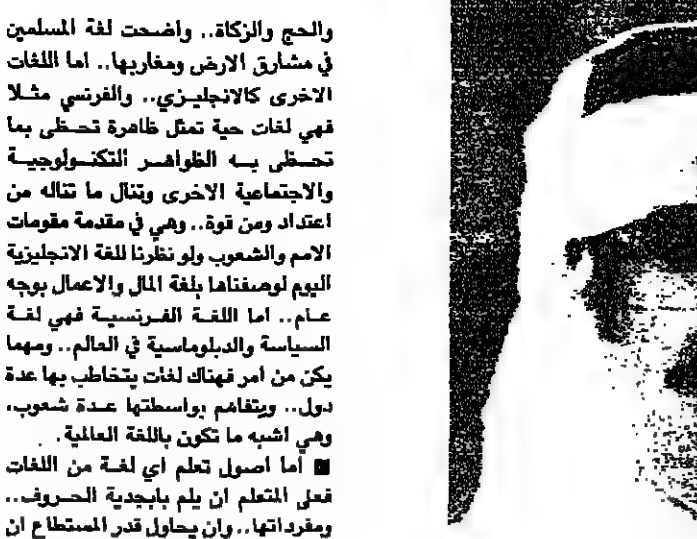 والحج والزكاة.. واضحت لغة المسلمين
في مشارق الارض ومغاربها.. اما اللغات
الاخرى كالانجليزي.. والفرنسي مثلا
فهي لغات حية تمثل ظاهرة تحظى بما
تحظى به الظواهر التكنولوجية
والاجتماعية الاخرى وينال ما تناله من
اعتداد ومن قوة.. وهي في مقدمة مقومات
الامم والشعوب ولو نظرنا للغة الانجليزية
اليوم لوصفناها بلغة المال والاعمال بوجه
عام.. اما اللغة الفرنسية فهي لغة
السياسة والدبلوماسية في العالم.. ومهما
يكن من أمر فهناك لغات يتخاطب بها عدة
دول.. ويتفاهم بواسطتها عدة شعوب،
وهي اشبه ما تكون باللغة العالمية.
■ أما اصول تعلم اي لغة من اللغات
فعلى المتعلم ان يلم بابجدية الحروف..
ومفرداتها.. وان يحاول قدر المستطاع ان